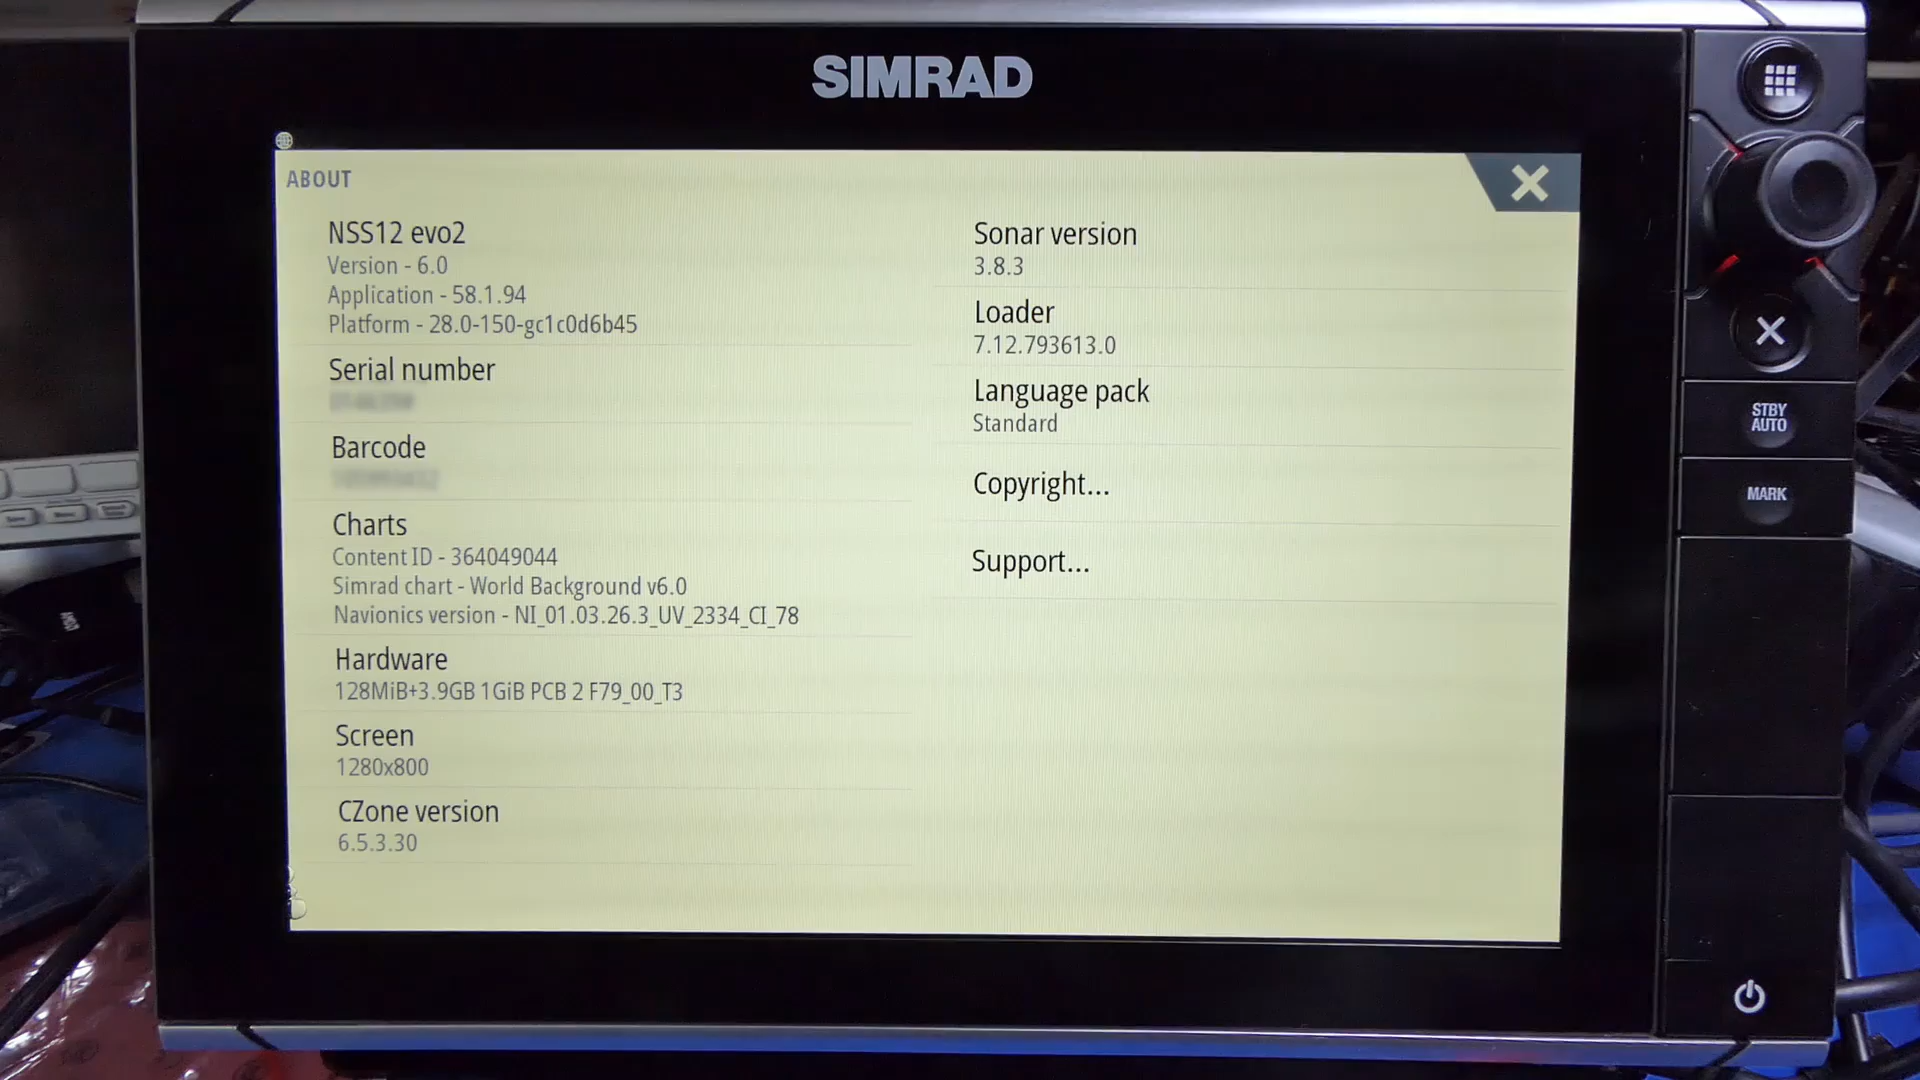 SIMRAD
ABOUT
NSS12 evo2
Version - 6.0
Application - 58.1.94
Platform - 28.0-150-gc1c0d6b45
Serial number
Barcode
Charts
Content ID - 364049044
Simrad chart - World Background v6.0
Navionics version - NI_01.03.26.3_UV_2334_CI_78
Hardware
128MiB+3.9GB 1GiB PCB 2 F79_00_T3
Screen
1280x800
CZone version
6.5.3.30
Sonar version
3.8.3
Loader
7.12.793613.0
Language pack
Standard
Copyright...
Support...
STBY
AUTO
MARK